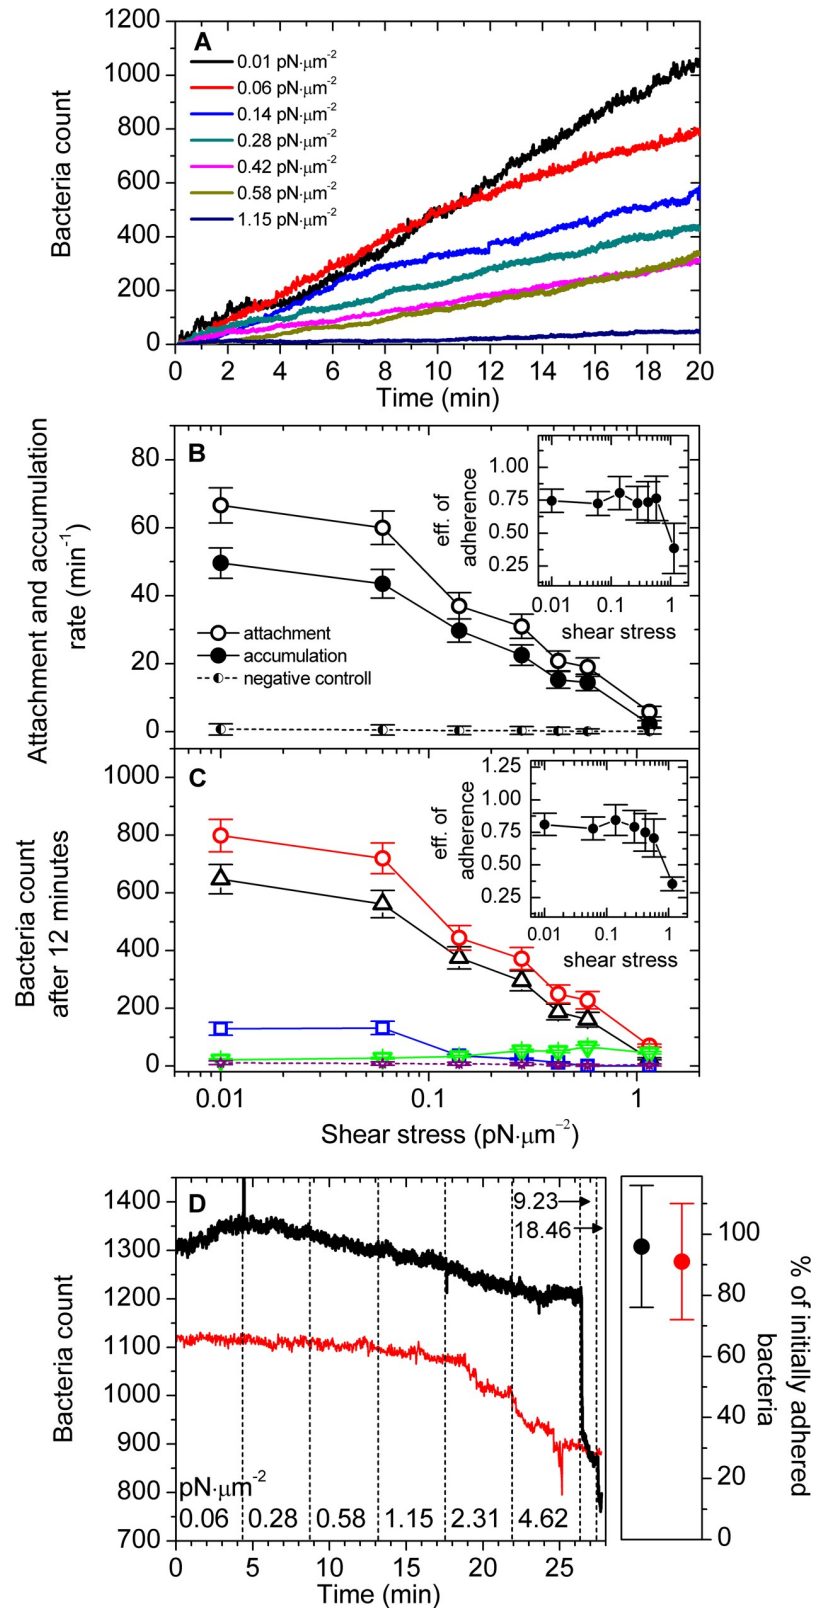 A
1200
1000
800
600
400
200
0
Bacteria count
0.01 pN·μm⁻²
0.06 pN·μm⁻²
0.14 pN·μm⁻²
0.28 pN·μm⁻²
0.42 pN·μm⁻²
0.58 pN·μm⁻²
1.15 pN·μm⁻²
0 2 4 6 8 10 12 14 16 18 20
Time (min)
B
80
60
40
20
0
Attachment and accumulation
rate (min⁻¹)
attachment
accumulation
negative controll
1.00
0.75
0.50
0.25
eff. of
adherence
0.01 0.1 1
shear stress
C
1000
800
600
400
200
0
Bacteria count
after 12 minutes
1.25
1.00
0.75
0.50
0.25
eff. of
adherence
0.01 0.1 1
shear stress
0.01 0.1 1
Shear stress (pN·μm⁻²)
D
1400
1300
1200
1100
1000
900
800
700
Bacteria count
9.23
18.46
pN·μm⁻²
0.06 0.28 0.58 1.15 2.31 4.62
0 5 10 15 20 25
Time (min)
100
80
60
40
20
0
% of initially adhered
bacteria